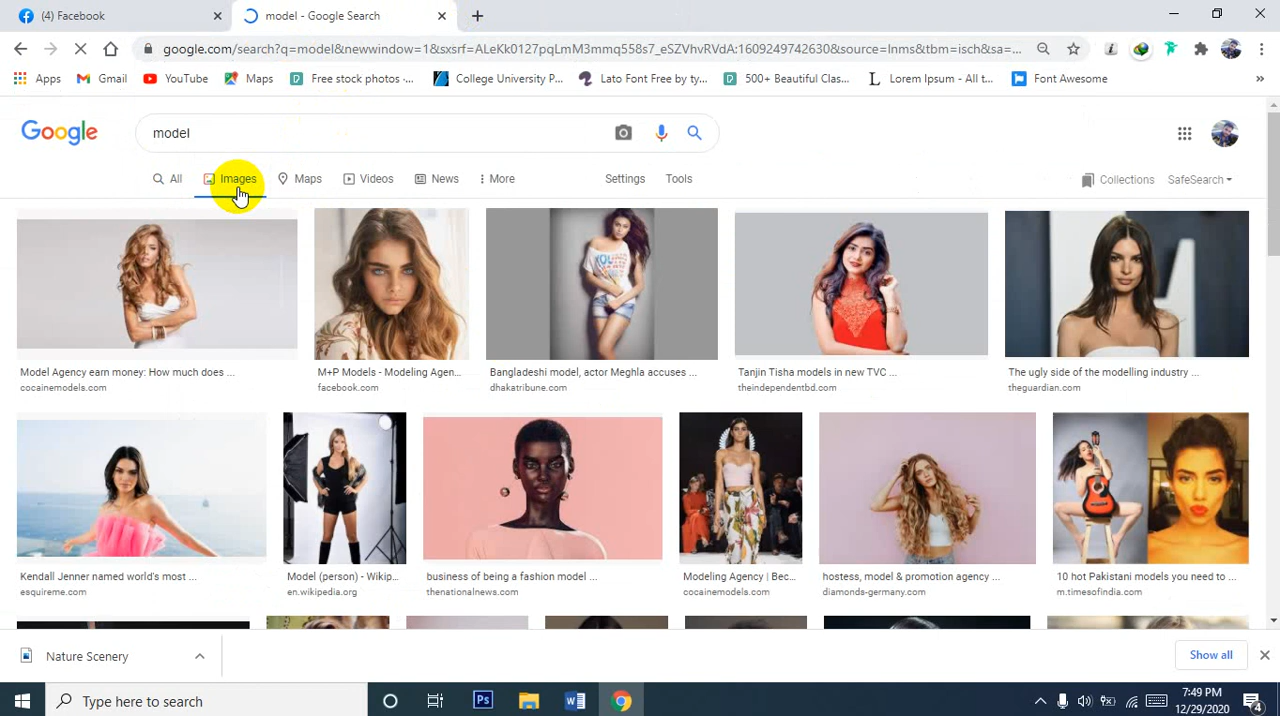 (4) Facebook
model - Google Search
google.com/search?q=model&newwindow=1&sxsrf=ALeKk0127pqLmM3mmq558s7_eSZVhvRVdA:1609249742630&source=lnms&tbm=isch&sa=...
Apps Gmail YouTube Maps Free stock photos ·... College University P... Lato Font Free by ty... 500+ Beautiful Clas... Lorem Ipsum - All t... Font Awesome »
Google
model
All Images Maps Videos News More Settings Tools Collections SafeSearch
Model Agency earn money: How much does ...
cocainemodels.com
M+P Models - Modeling Agen...
facebook.com
Bangladeshi model, actor Meghla accuses ...
dhakatribune.com
Tanjin Tisha models in new TVC ...
theindependentbd.com
The ugly side of the modelling industry ...
theguardian.com
Kendall Jenner named world's most ...
esquireme.com
Model (person) - Wikip...
en.wikipedia.org
business of being a fashion model ...
thenationalnews.com
Modeling Agency | Bec...
cocainemodels.com
hostess, model & promotion agency ...
diamonds-germany.com
10 hot Pakistani models you need to ...
m.timesofindia.com
Nature Scenery
Show all
Type here to search
Ps
W
7:49 PM
12/29/2020
4